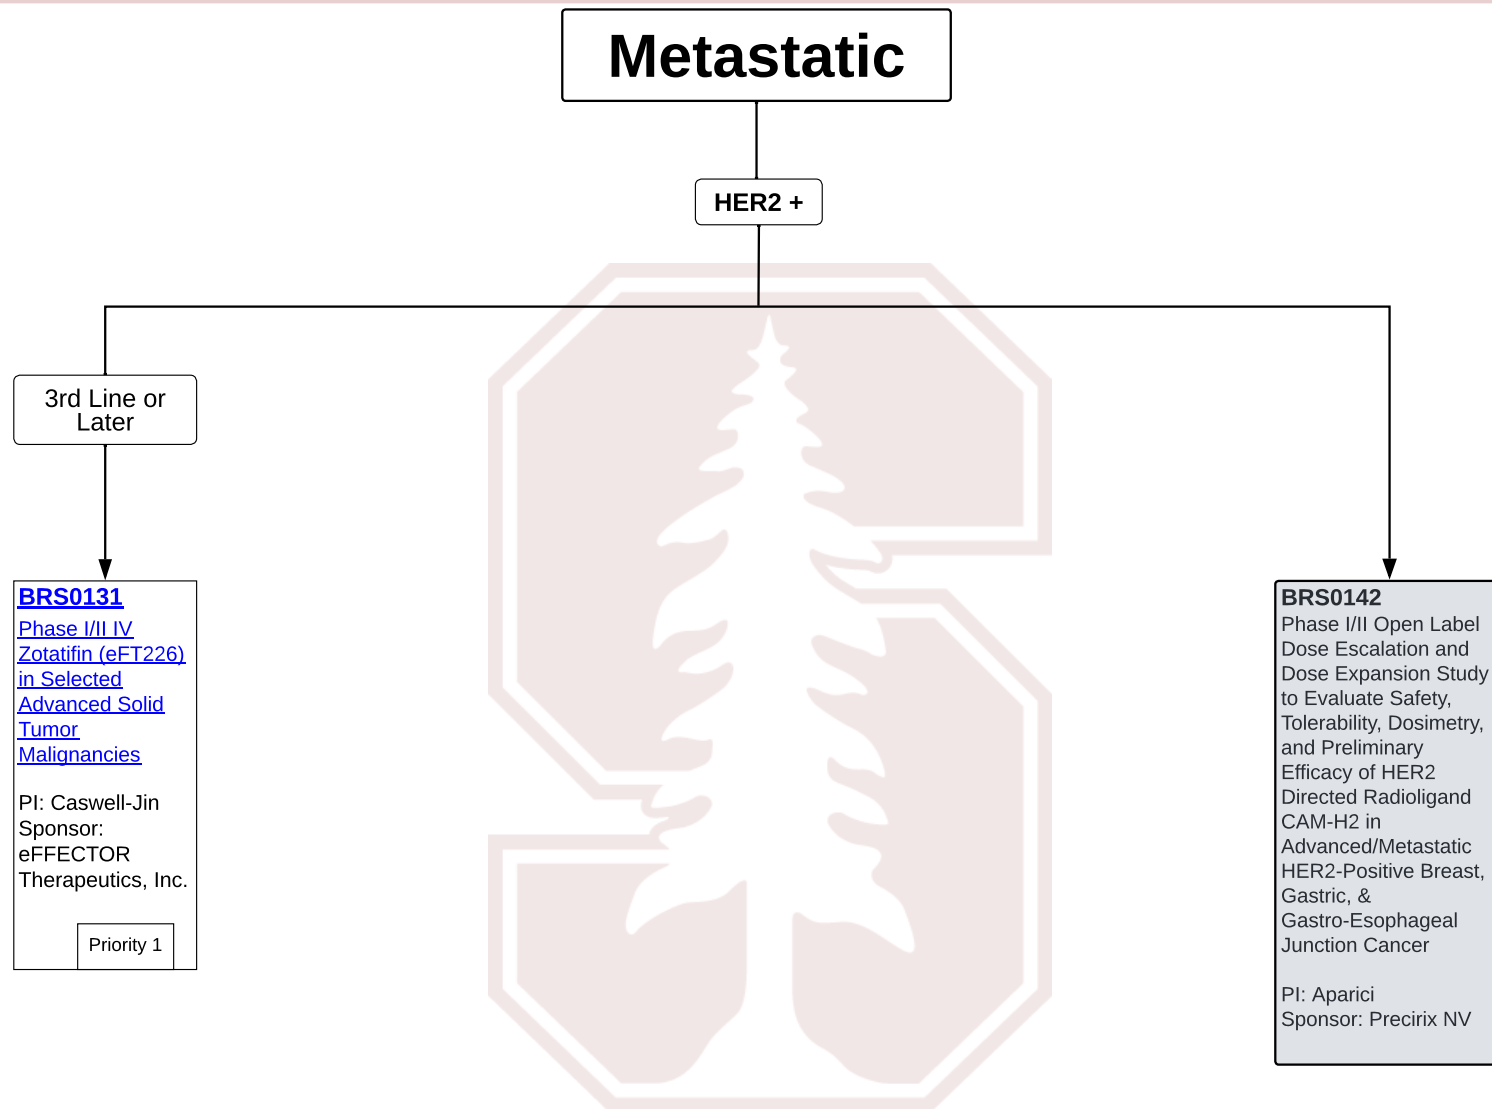 Metastatic
HER2 +
3rd Line or
Later
BRS0131
Phase I/II IV
Zotatifin (eFT226)
in Selected
Advanced Solid
Tumor
Malignancies
PI: Caswell-Jin
Sponsor:
eFFECTOR
Therapeutics, Inc.
Priority 1
BRS0142
Phase I/II Open Label
Dose Escalation and
Dose Expansion Study
to Evaluate Safety,
Tolerability, Dosimetry,
and Preliminary
Efficacy of HER2
Directed Radioligand
CAM-H2 in
Advanced/Metastatic
HER2-Positive Breast,
Gastric, &
Gastro-Esophageal
Junction Cancer
PI: Aparici
Sponsor: Precirix NV